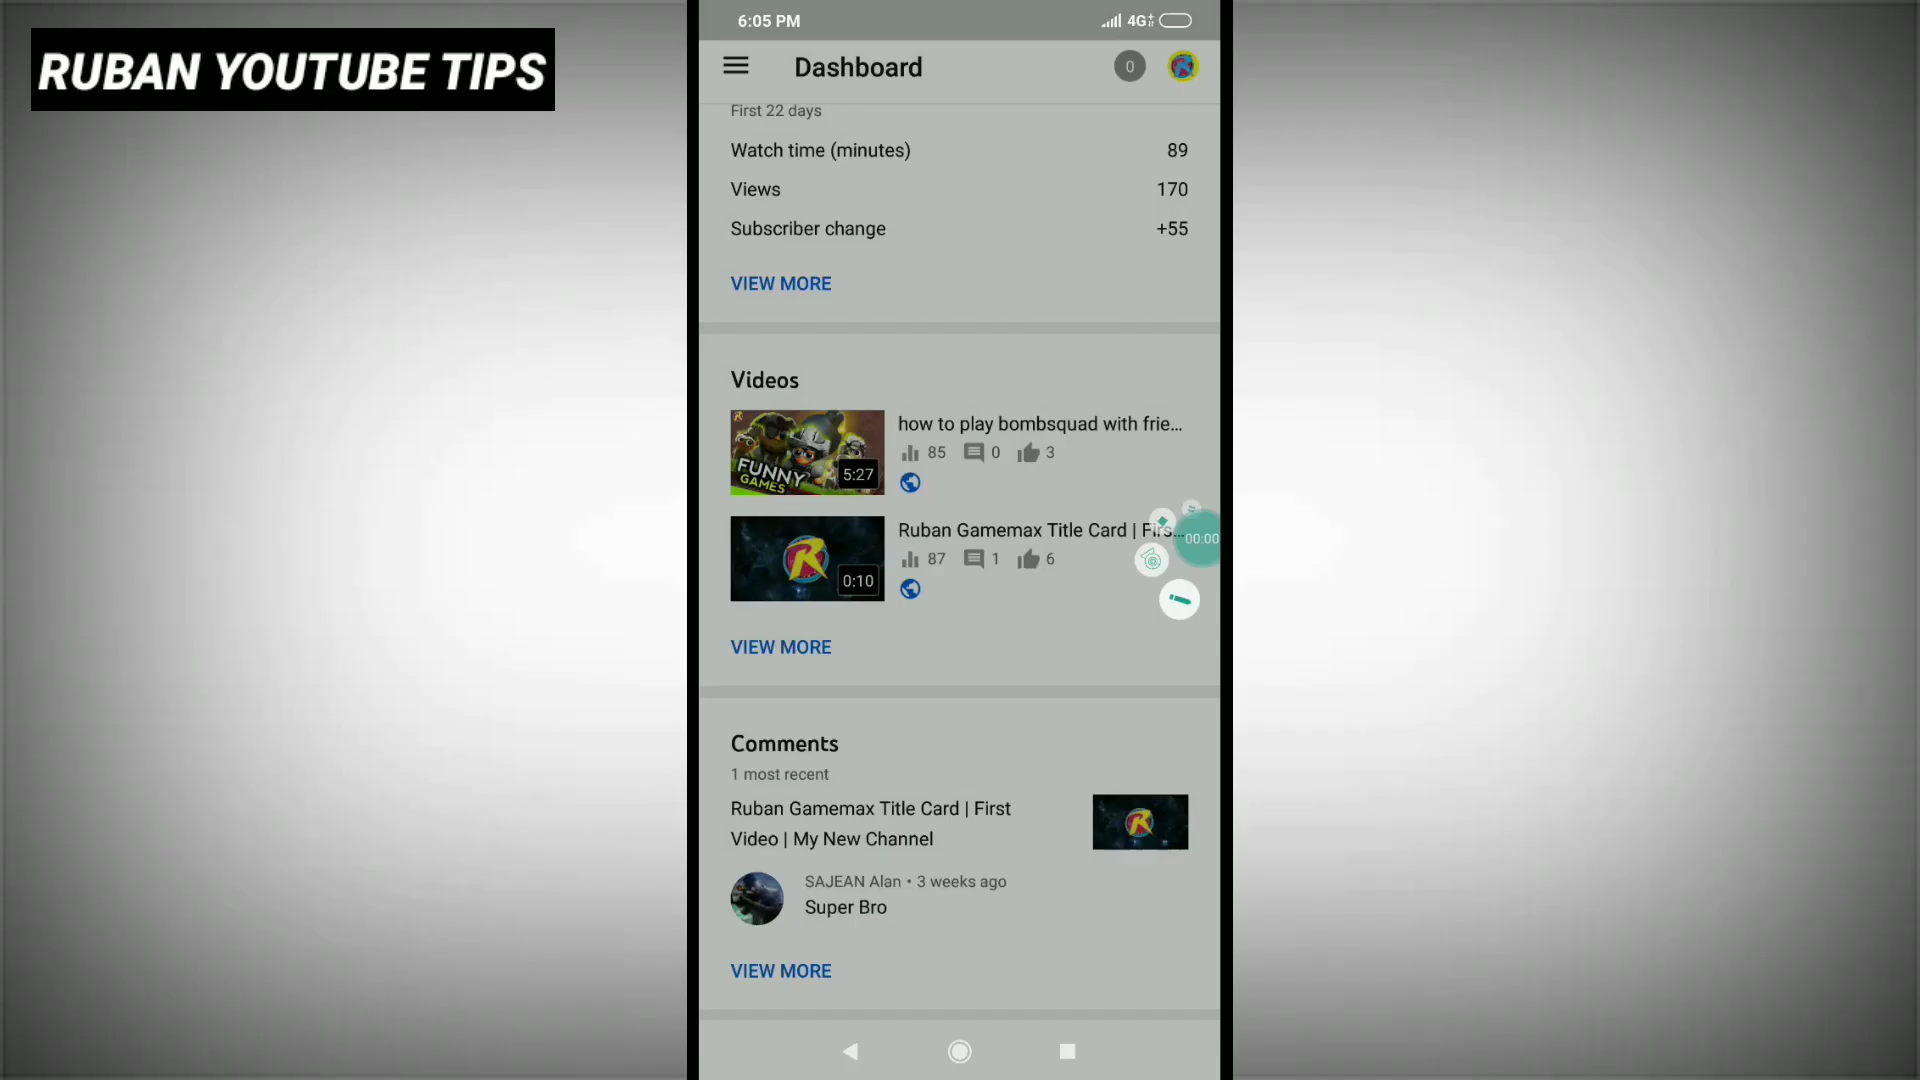 RUBAN YOUTUBE TIPS
6:05 PM
4G+
Dashboard
0
First 22 days
Watch time (minutes) 89
Views 170
Subscriber change +55
VIEW MORE
Videos
how to play bombsquad with frie...
85 0 3
FUNNY
GAMES
5:27
Ruban Gamemax Title Card | Firs...
00:00
R
87 1 6
0:10
VIEW MORE
Comments
1 most recent
Ruban Gamemax Title Card | First
Video | My New Channel
R
SAJEAN Alan • 3 weeks ago
Super Bro
VIEW MORE